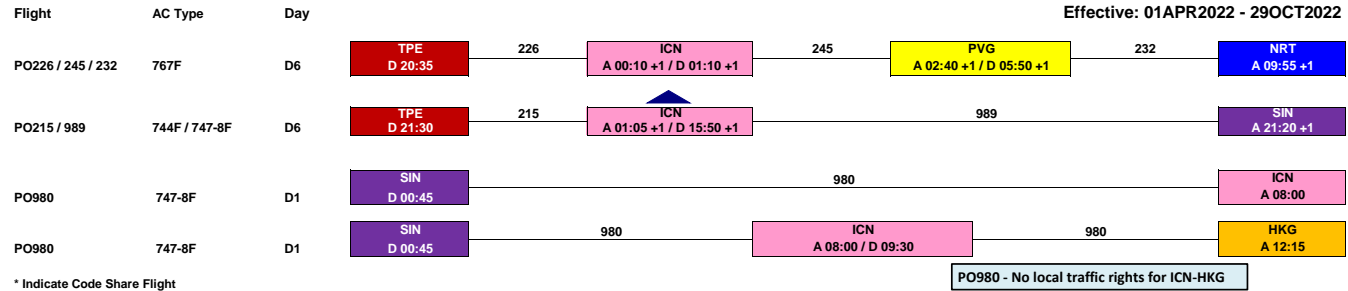 Flight AC Type Day Effective: 01APR2022 - 29OCT2022
TPE 226 ICN 245 PVG 232 NRT
PO226 / 245 / 232 767F D6 D 20:35 A 00:10 +1 / D 01:10 +1 A 02:40 +1 / D 05:50 +1 A 09:55 +1
TPE 215 ICN 989 SIN
PO215 / 989 744F / 747-8F D6 D 21:30 A 01:05 +1 / D 15:50 +1 A 21:20 +1
SIN 980 ICN
PO980 747-8F D1 D 00:45 A 08:00
SIN 980 ICN 980 HKG
PO980 747-8F D1 D 00:45 A 08:00 / D 09:30 A 12:15
* Indicate Code Share Flight PO980 - No local traffic rights for ICN-HKG